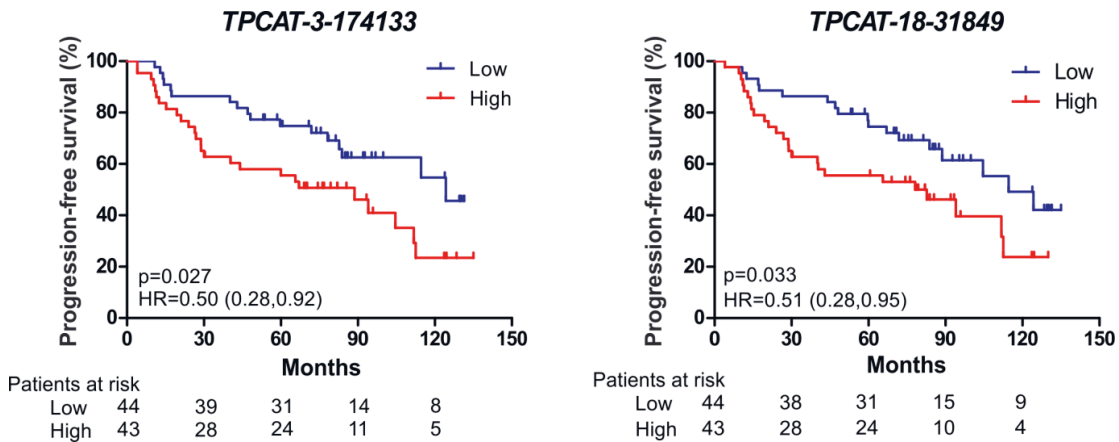 TPCAT-3-174133
Progression-free survival (%)
100
80
60
40
20
0
Low
High
p=0.027
HR=0.50 (0.28,0.92)
0 30 60 90 120 150
Months
Patients at risk
Low 44 39 31 14 8
High 43 28 24 11 5
TPCAT-18-31849
Progression-free survival (%)
100
80
60
40
20
0
Low
High
p=0.033
HR=0.51 (0.28,0.95)
0 30 60 90 120 150
Months
Patients at risk
Low 44 38 31 15 9
High 43 28 24 10 4